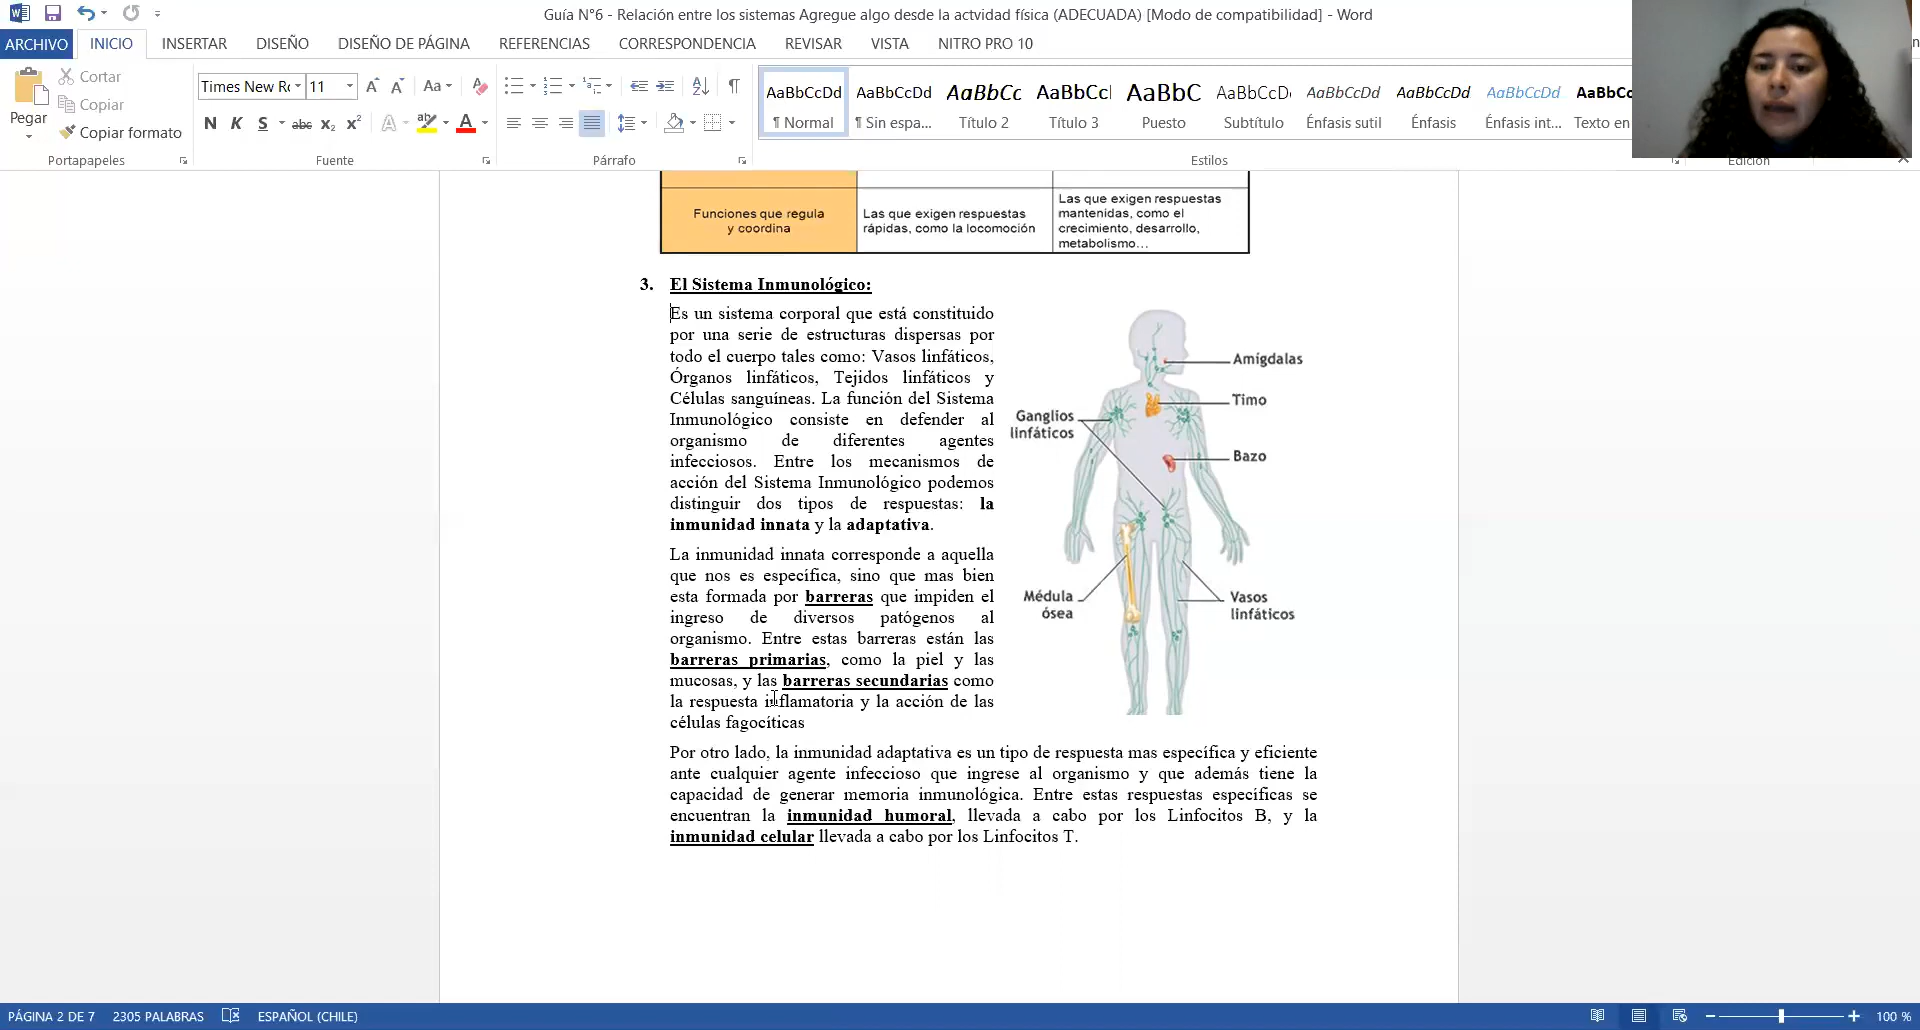 Guía N°6 - Relación entre los sistemas Agregue algo desde la actvidad física (ADECUADA) [Modo de compatibilidad] - Word
ARCHIVO INICIO INSERTAR DISEÑO DISEÑO DE PÁGINA REFERENCIAS CORRESPONDENCIA REVISAR VISTA NITRO PRO 10
Pegar
Cortar
Copiar
Copiar formato
Portapapeles
Times New Rc 11
N K S abc X₂ X²
Fuente
Párrafo
AaBbCcDd AaBbCcDd AaBbCc AaBbCcI AaBbC AaBbCcD AaBbCcDd AaBbCcDd AaBbCcDd AaBbCc
¶ Normal ¶ Sin espa... Título 2 Título 3 Puesto Subtítulo Énfasis sutil Énfasis Énfasis int... Texto en
Estilos
Edición
Funciones que regula
y coordina
Las que exigen respuestas
rápidas, como la locomoción
Las que exigen respuestas
mantenidas, como el
crecimiento, desarrollo,
metabolismo...
3. El Sistema Inmunológico:
Es un sistema corporal que está constituido
por una serie de estructuras dispersas por
todo el cuerpo tales como: Vasos linfáticos,
Órganos linfáticos, Tejidos linfáticos y
Células sanguíneas. La función del Sistema
Inmunológico consiste en defender al
organismo de diferentes agentes
infecciosos. Entre los mecanismos de
acción del Sistema Inmunológico podemos
distinguir dos tipos de respuestas: la
inmunidad innata y la adaptativa.
La inmunidad innata corresponde a aquella
que nos es específica, sino que mas bien
esta formada por barreras que impiden el
ingreso de diversos patógenos al
organismo. Entre estas barreras están las
barreras primarias, como la piel y las
mucosas, y las barreras secundarias como
la respuesta inflamatoria y la acción de las
células fagocíticas
Amígdalas
Timo
Ganglios
linfáticos
Bazo
Médula
ósea
Vasos
linfáticos
Por otro lado, la inmunidad adaptativa es un tipo de respuesta mas específica y eficiente
ante cualquier agente infeccioso que ingrese al organismo y que además tiene la
capacidad de generar memoria inmunológica. Entre estas respuestas específicas se
encuentran la inmunidad humoral, llevada a cabo por los Linfocitos B, y la
inmunidad celular llevada a cabo por los Linfocitos T.
PÁGINA 2 DE 7 2305 PALABRAS ESPAÑOL (CHILE) 100 %